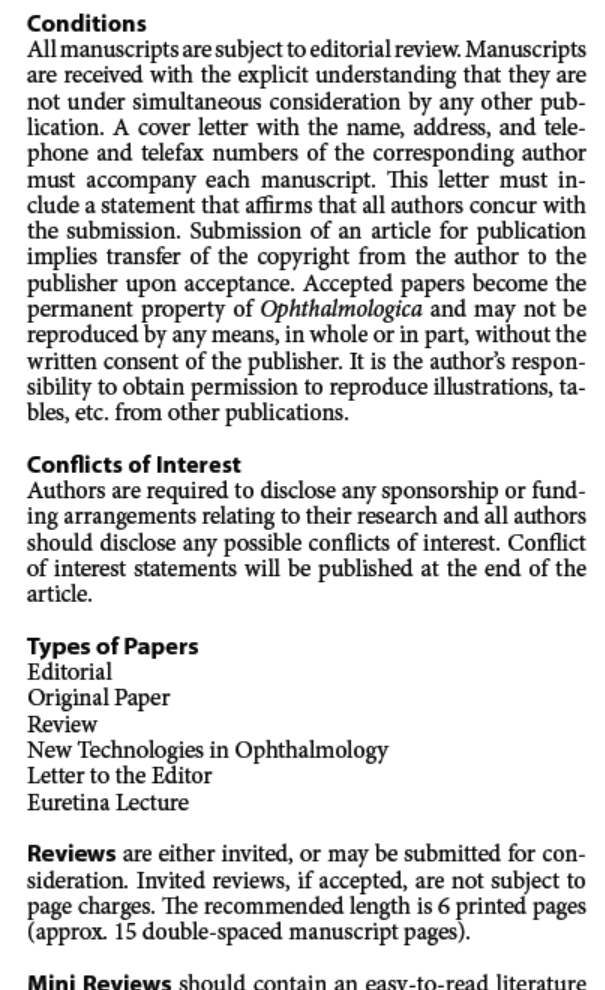 Conditions
All manuscripts are subject to editorial review. Manuscripts
are received with the explicit understanding that they are
not under simultaneous consideration by any other pub-
lication. A cover letter with the name, address, and tele-
phone and telefax numbers of the corresponding author
must accompany each manuscript. This letter must in-
clude a statement that affirms that all authors concur with
the submission. Submission of an article for publication
implies transfer of the copyright from the author to the
publisher upon acceptance. Accepted papers become the
permanent property of Ophthalmologica and may not be
reproduced by any means, in whole or in part, without the
written consent of the publisher. It is the author’s respon-
sibility to obtain permission to reproduce illustrations, ta-
bles, etc. from other publications.
Conflicts of Interest
Authors are required to disclose any sponsorship or fund-
ing arrangements relating to their research and all authors
should disclose any possible conflicts of interest. Conflict
of interest statements will be published at the end of the
article.
Types of Papers
Editorial
Original Paper
Review
New Technologies in Ophthalmology
Letter to the Editor
Euretina Lecture
Reviews are either invited, or may be submitted for con-
sideration. Invited reviews, if accepted, are not subject to
page charges. The recommended length is 6 printed pages
(approx. 15 double-spaced manuscript pages).
Mini Reviews should contain an easy-to-read literature